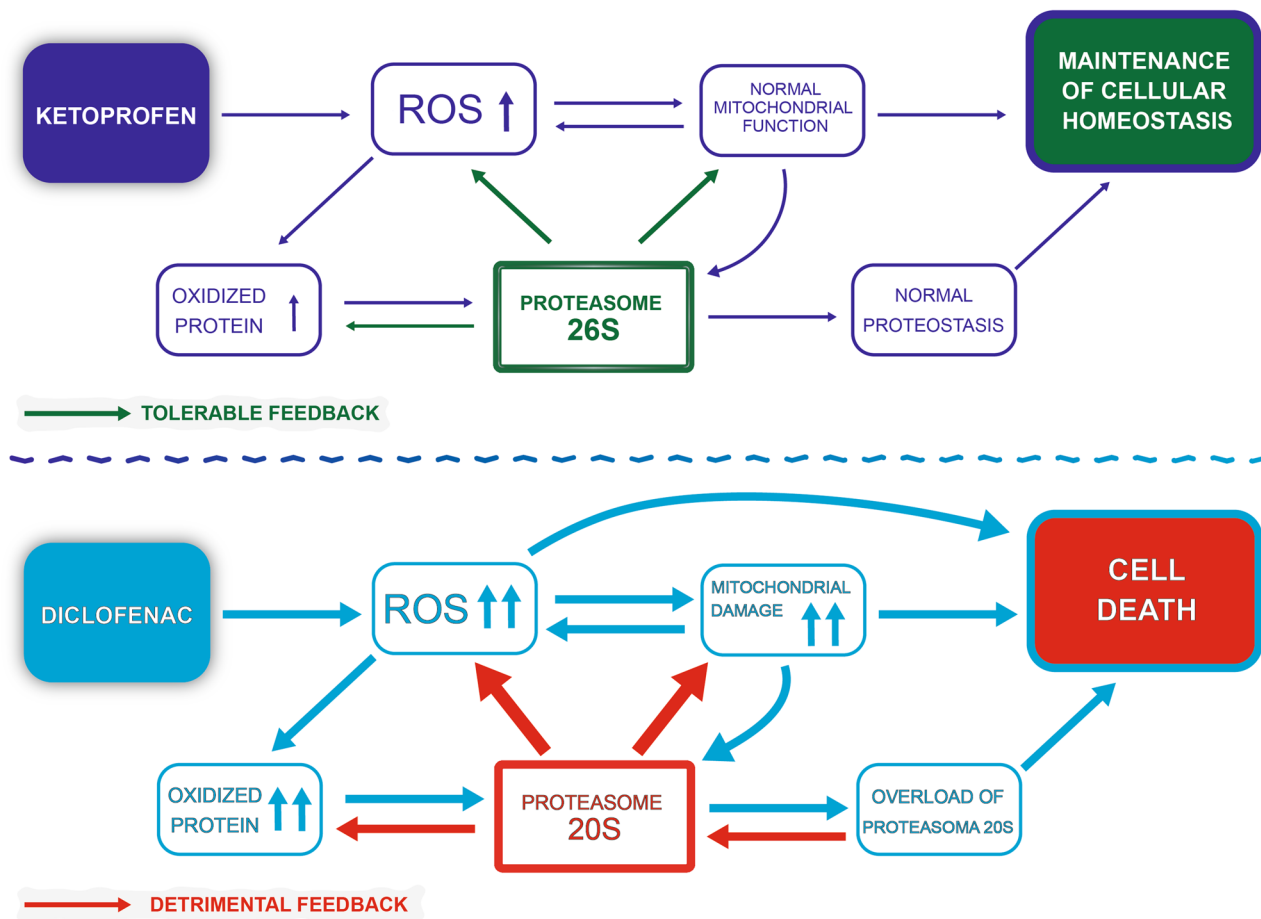 KETOPROFEN
ROS
NORMAL
MITOCHONDRIAL
FUNCTION
MAINTENANCE
OF CELLULAR
HOMEOSTASIS
OXIDIZED
PROTEIN
PROTEASOME
26S
NORMAL
PROTEOSTASIS
TOLERABLE FEEDBACK
DICLOFENAC
ROS
MITOCHONDRIAL
DAMAGE
CELL
DEATH
OXIDIZED
PROTEIN
PROTEASOME
20S
OVERLOAD OF
PROTEASOMA 20S
DETRIMENTAL FEEDBACK